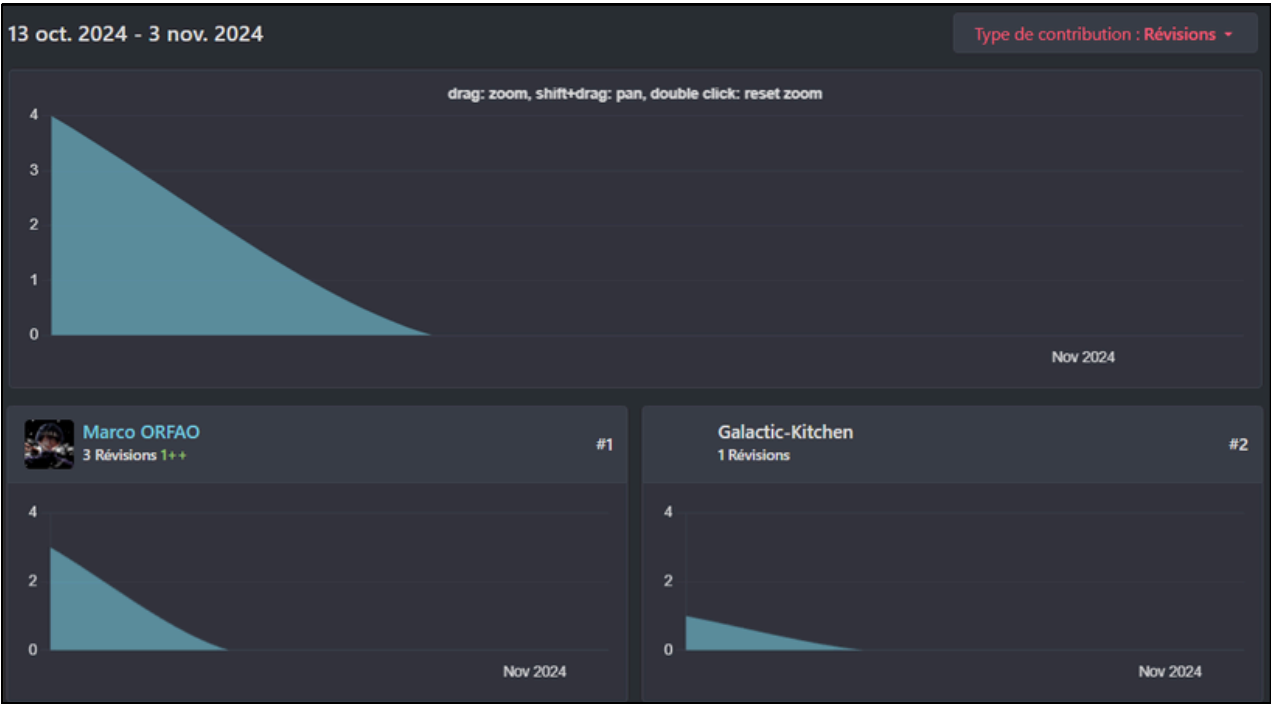 13 oct. 2024 - 3 nov. 2024
Type de contribution : Révisions
drag: zoom, shift+drag: pan, double click: reset zoom
4
3
2
1
0
Nov 2024
Marco ORFAO
3 Révisions 1++
#1
4
2
0
Nov 2024
Galactic-Kitchen
1 Révisions
#2
4
2
0
Nov 2024